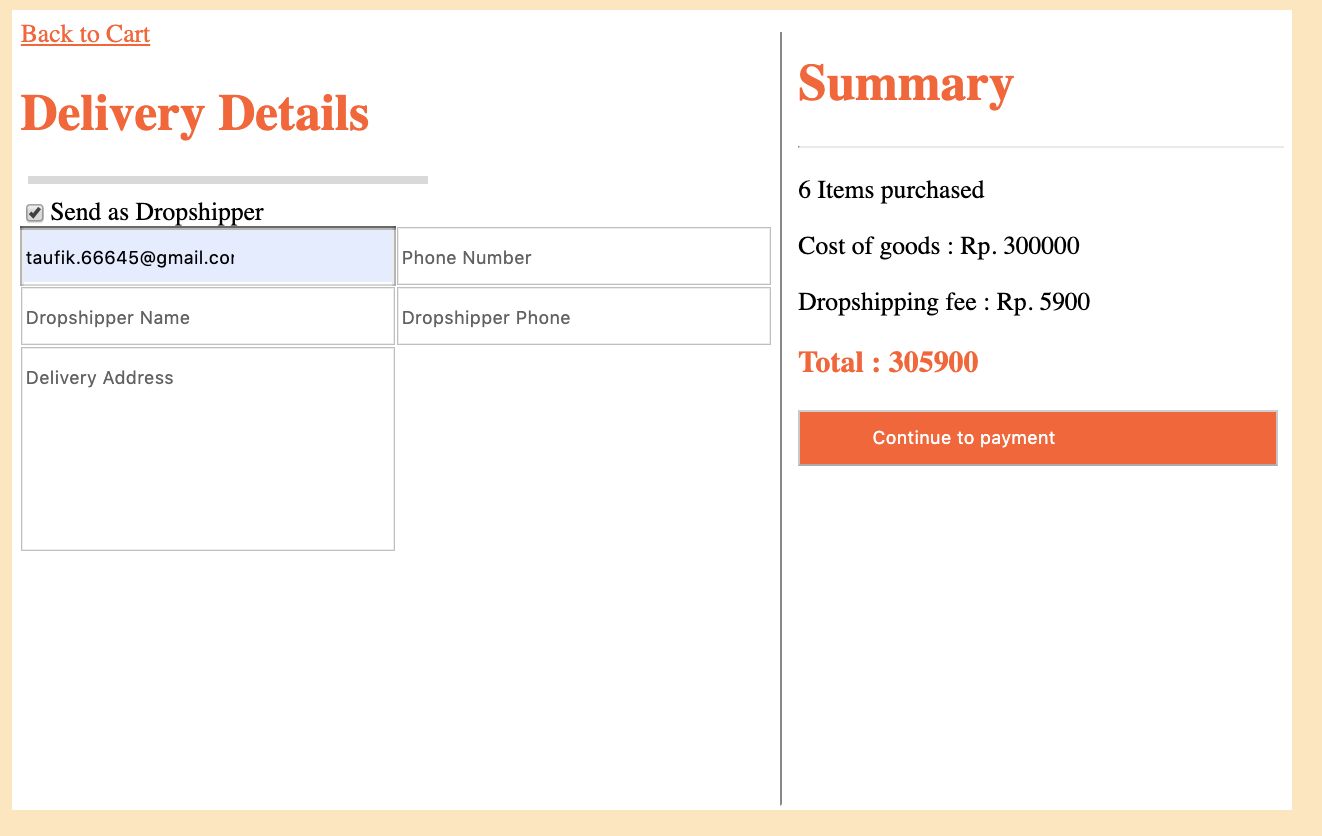 Back to Cart
Delivery Details
Send as Dropshipper
taufik.66645@gmail.cor
Phone Number
Dropshipper Name
Dropshipper Phone
Delivery Address
Summary
6 Items purchased
Cost of goods : Rp. 300000
Dropshipping fee : Rp. 5900
Total : 305900
Continue to payment